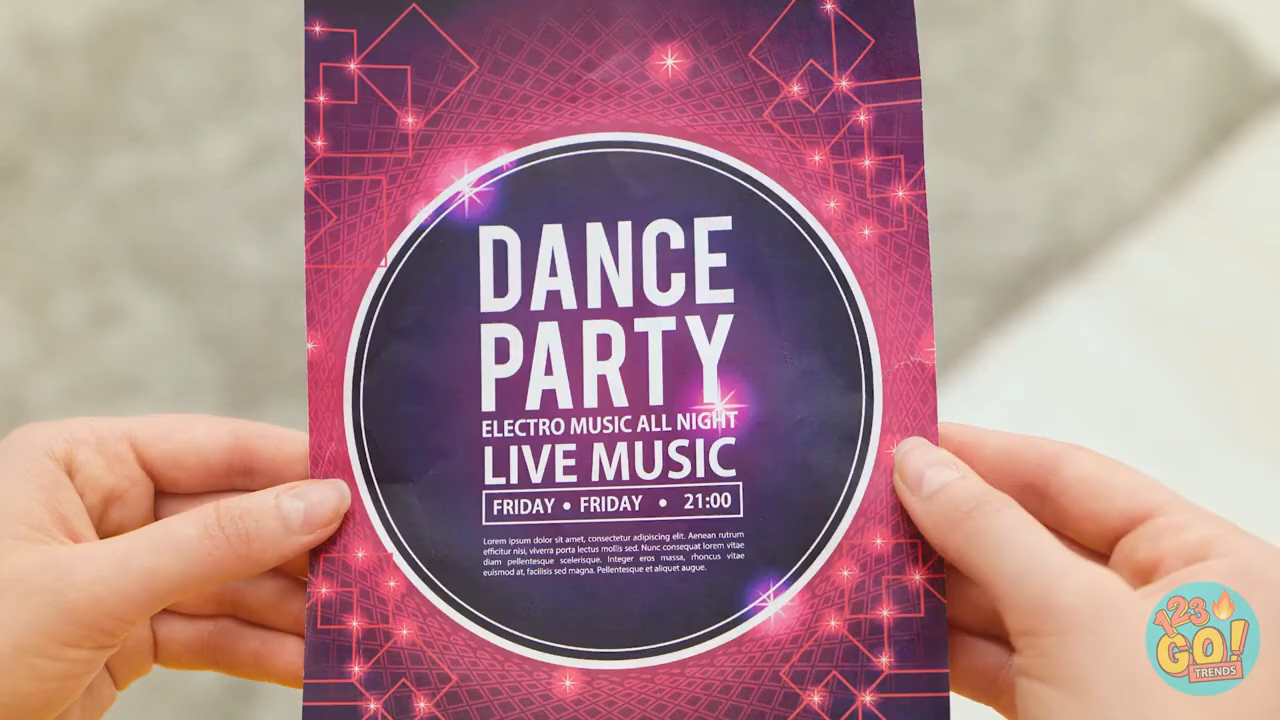 DANCE
PARTY
ELECTRO MUSIC ALL NIGHT
LIVE MUSIC
FRIDAY • FRIDAY • 21:00
Lorem ipsum dolor sit amet, consectetur adipiscing elit. Aenean rutrum
efficitur nisi, viverra porta lectus mollis sed. Nunc consequat lorem vitae
diam pellentesque scelerisque. Integer eros massa, rhoncus vitae
euismod at, facilisis sed magna. Pellentesque et aliquet augue.
123
GO!
TRENDS